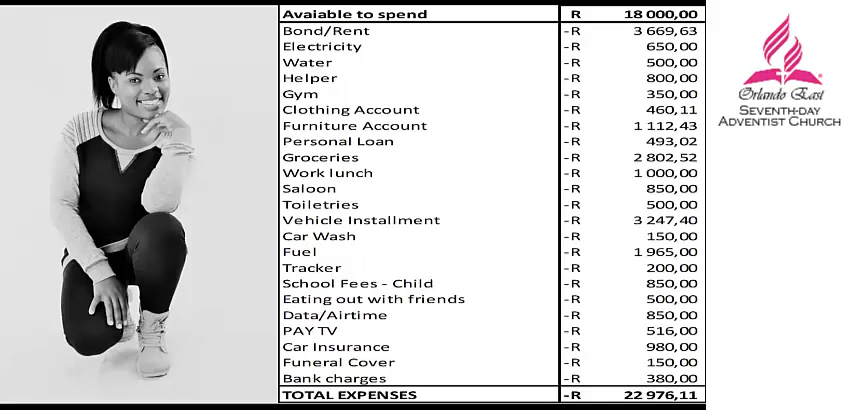 Avaiable to spend R 18 000,00
Bond/Rent -R 3 669,63
Electricity -R 650,00
Water -R 500,00
Helper -R 800,00
Gym -R 350,00
Clothing Account -R 460,11
Furniture Account -R 1 112,43
Personal Loan -R 493,02
Groceries -R 2 802,52
Work lunch -R 1 000,00
Saloon -R 850,00
Toiletries -R 500,00
Vehicle Installment -R 3 247,40
Car Wash -R 150,00
Fuel -R 1 965,00
Tracker -R 200,00
School Fees - Child -R 850,00
Eating out with friends -R 500,00
Data/Airtime -R 850,00
PAY TV -R 516,00
Car Insurance -R 980,00
Funeral Cover -R 150,00
Bank charges -R 380,00
TOTAL EXPENSES -R 22 976,11
Orlando East
SEVENTH-DAY
ADVENTIST CHURCH